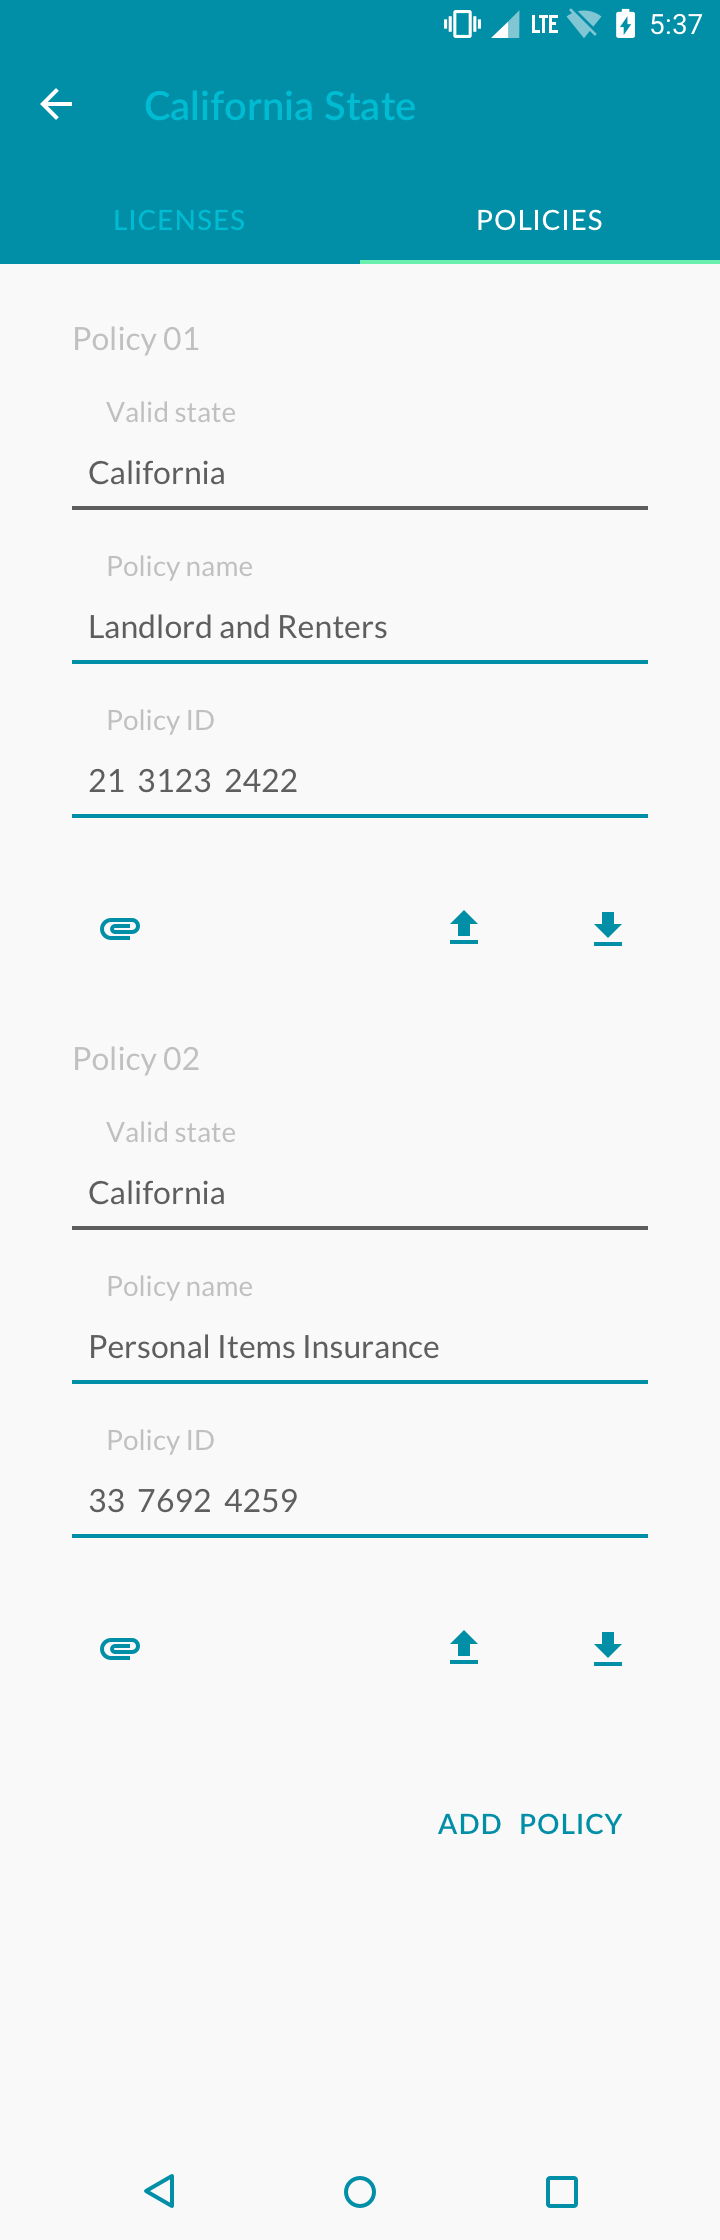 LTE 5:37
California State
LICENSES POLICIES
Policy 01
Valid state
California
Policy name
Landlord and Renters
Policy ID
21 3123 2422
Policy 02
Valid state
California
Policy name
Personal Items Insurance
Policy ID
33 7692 4259
ADD POLICY